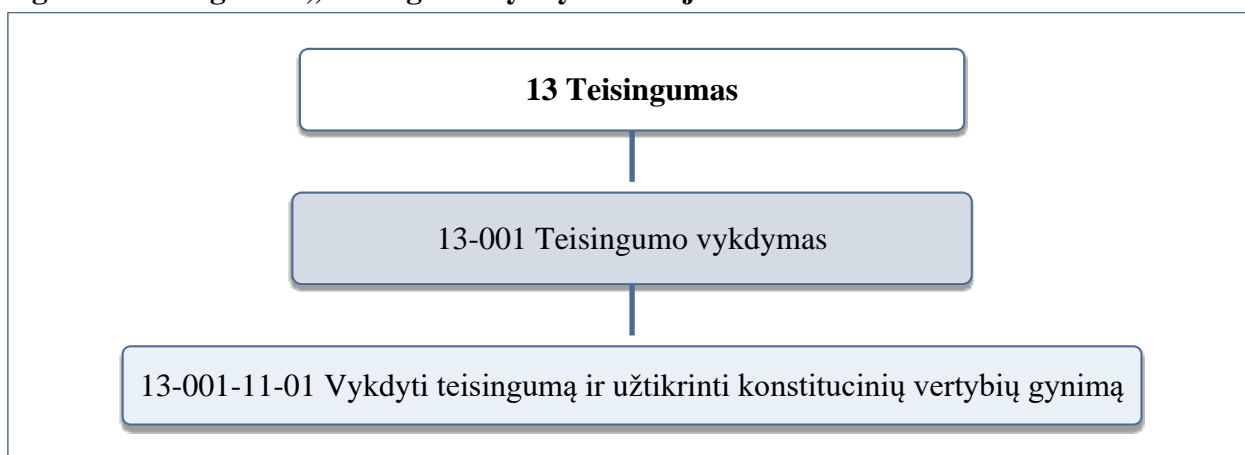 13 Teisingumas
13-001 Teisingumo vykdymas
13-001-11-01 Vykdyti teisingumą ir užtikrinti konstitucinių vertybių gynimą